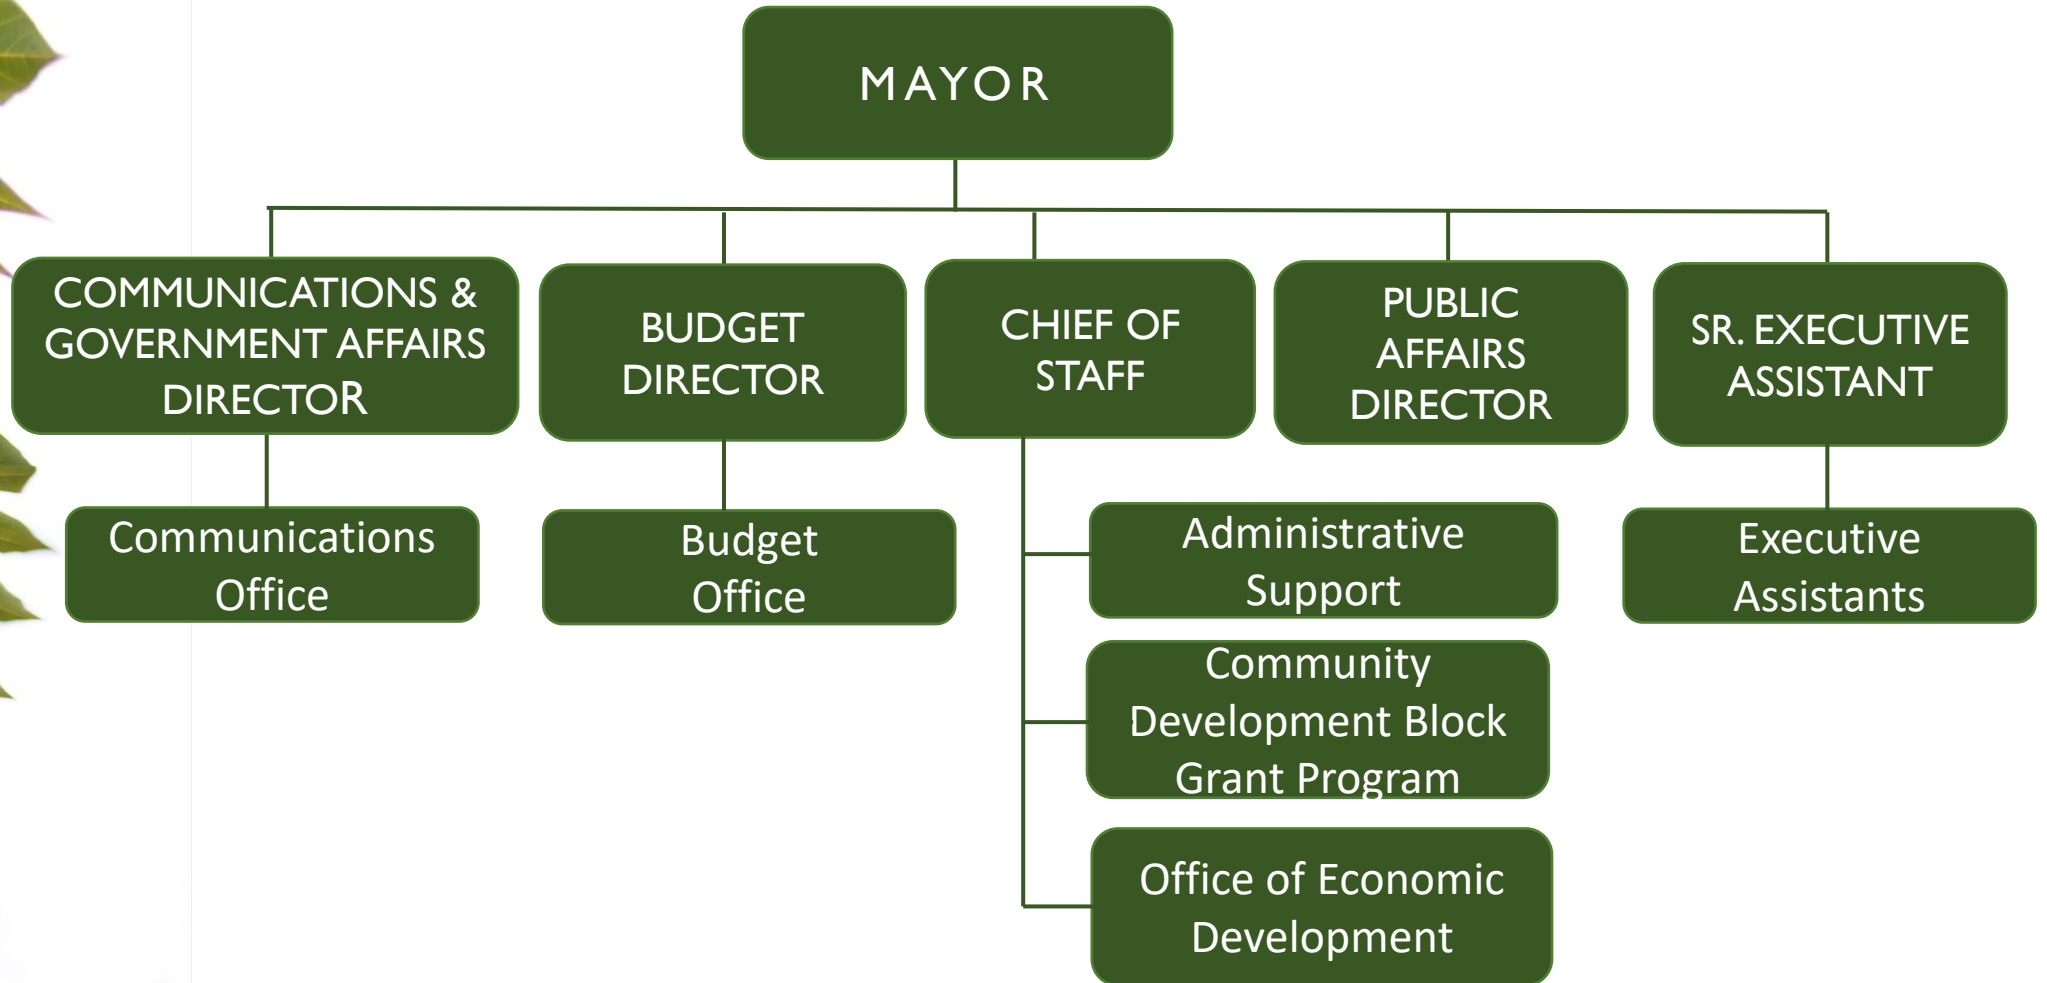 MAYOR
COMMUNICATIONS &
GOVERNMENT AFFAIRS
DIRECTOR
BUDGET
DIRECTOR
CHIEF OF
STAFF
PUBLIC
AFFAIRS
DIRECTOR
SR. EXECUTIVE
ASSISTANT
Communications
Office
Budget
Office
Administrative
Support
Community
Development Block
Grant Program
Office of Economic
Development
Executive
Assistants